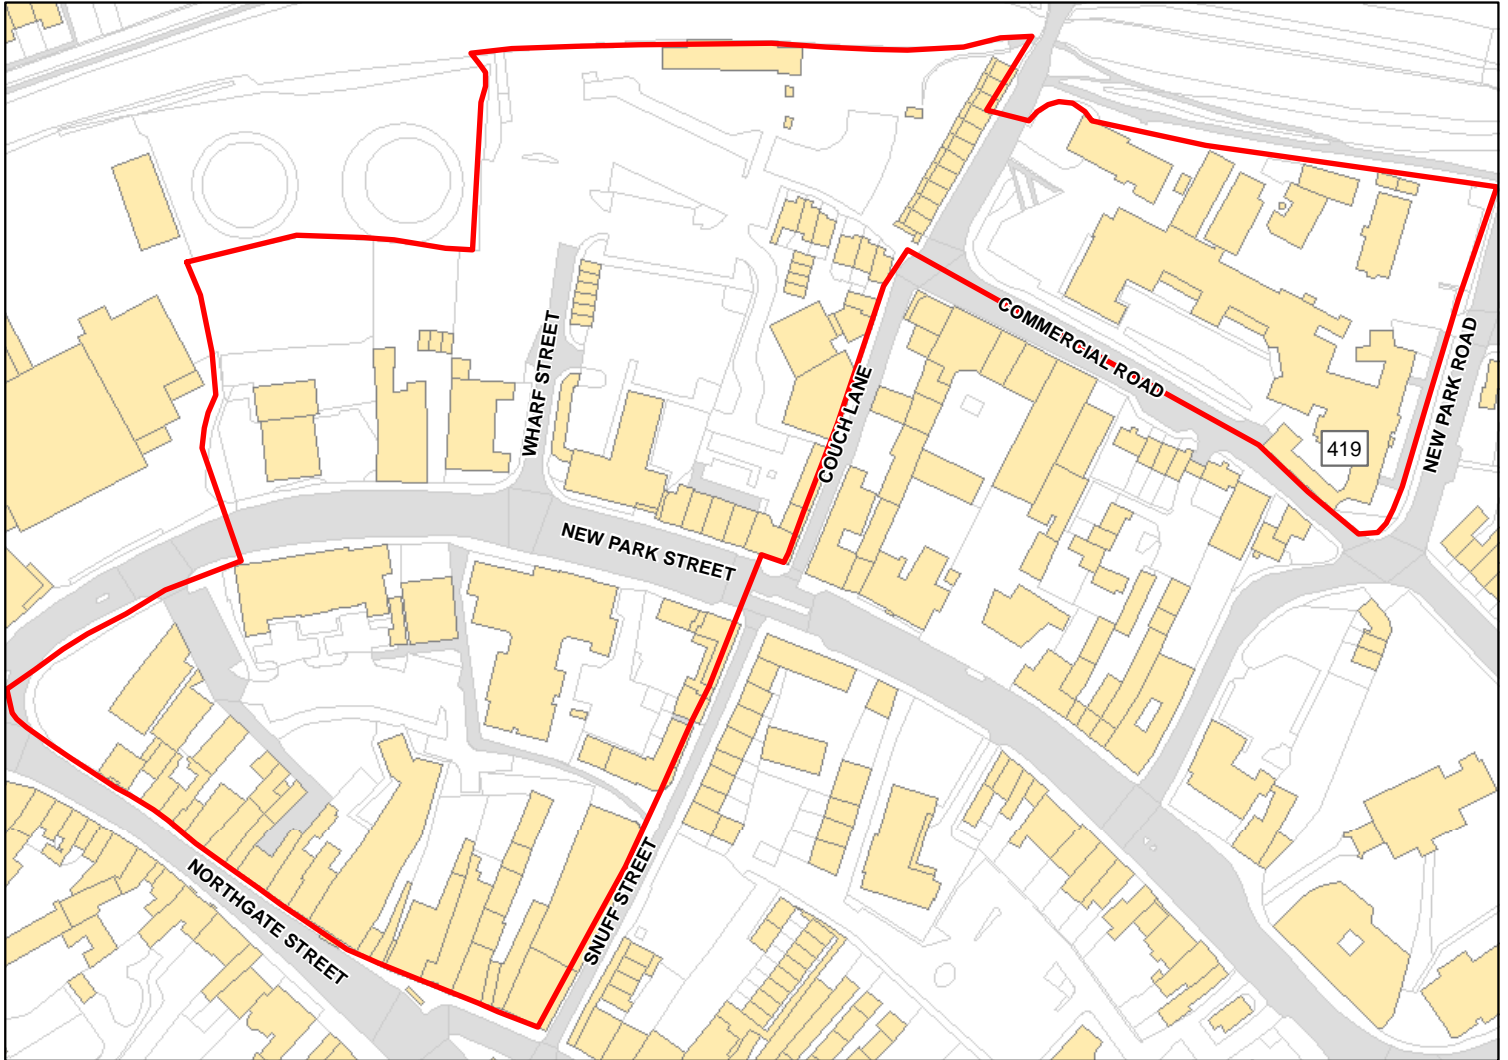 COMMERCIAL ROAD
NEW PARK ROAD
WHARF STREET
COUCH LANE
419
NEW PARK STREET
SNUFF STREET
NORTHGATE STREET